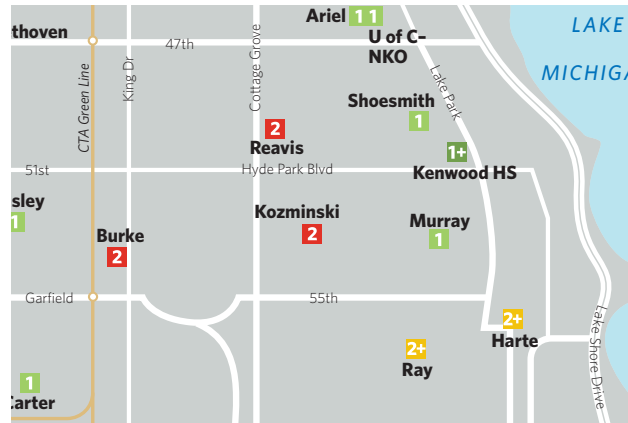 Ariel
1 1
U of C–
NKO
LAKE
MICHIGA
thoven
47th
CTA Green Line
King Dr
Cottage Grove
Lake Park
Shoesmith
1
2
Reavis
1+
Kenwood HS
51st
Hyde Park Blvd
sley
1
Burke
2
Kozminski
2
Murray
1
Garfield
55th
2+
Harte
2+
Ray
Lake Shore Drive
1
Carter